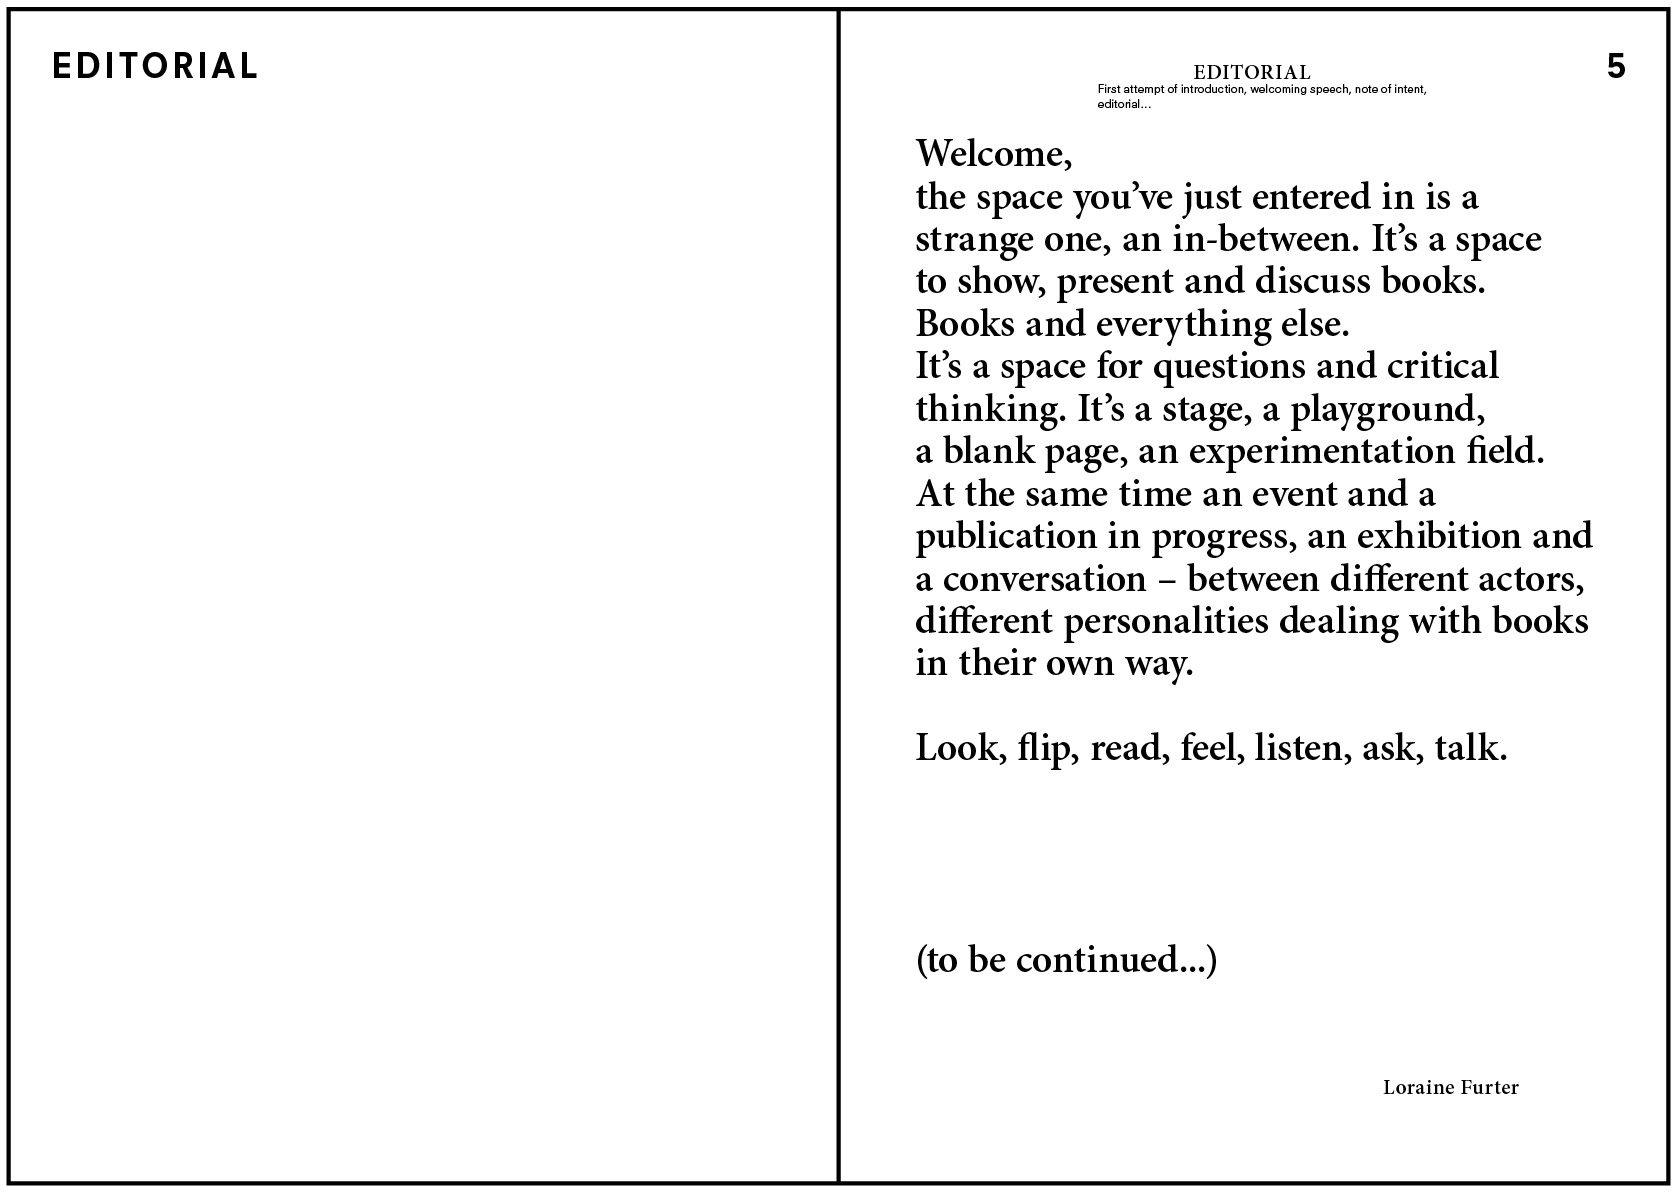 EDITORIAL
EDITORIAL
5
First attempt of introduction, welcoming speech, note of intent,
editorial...
Welcome,
the space you’ve just entered in is a
strange one, an in-between. It’s a space
to show, present and discuss books.
Books and everything else.
It’s a space for questions and critical
thinking. It’s a stage, a playground,
a blank page, an experimentation field.
At the same time an event and a
publication in progress, an exhibition and
a conversation – between different actors,
different personalities dealing with books
in their own way.
Look, flip, read, feel, listen, ask, talk.
(to be continued...)
Loraine Furter